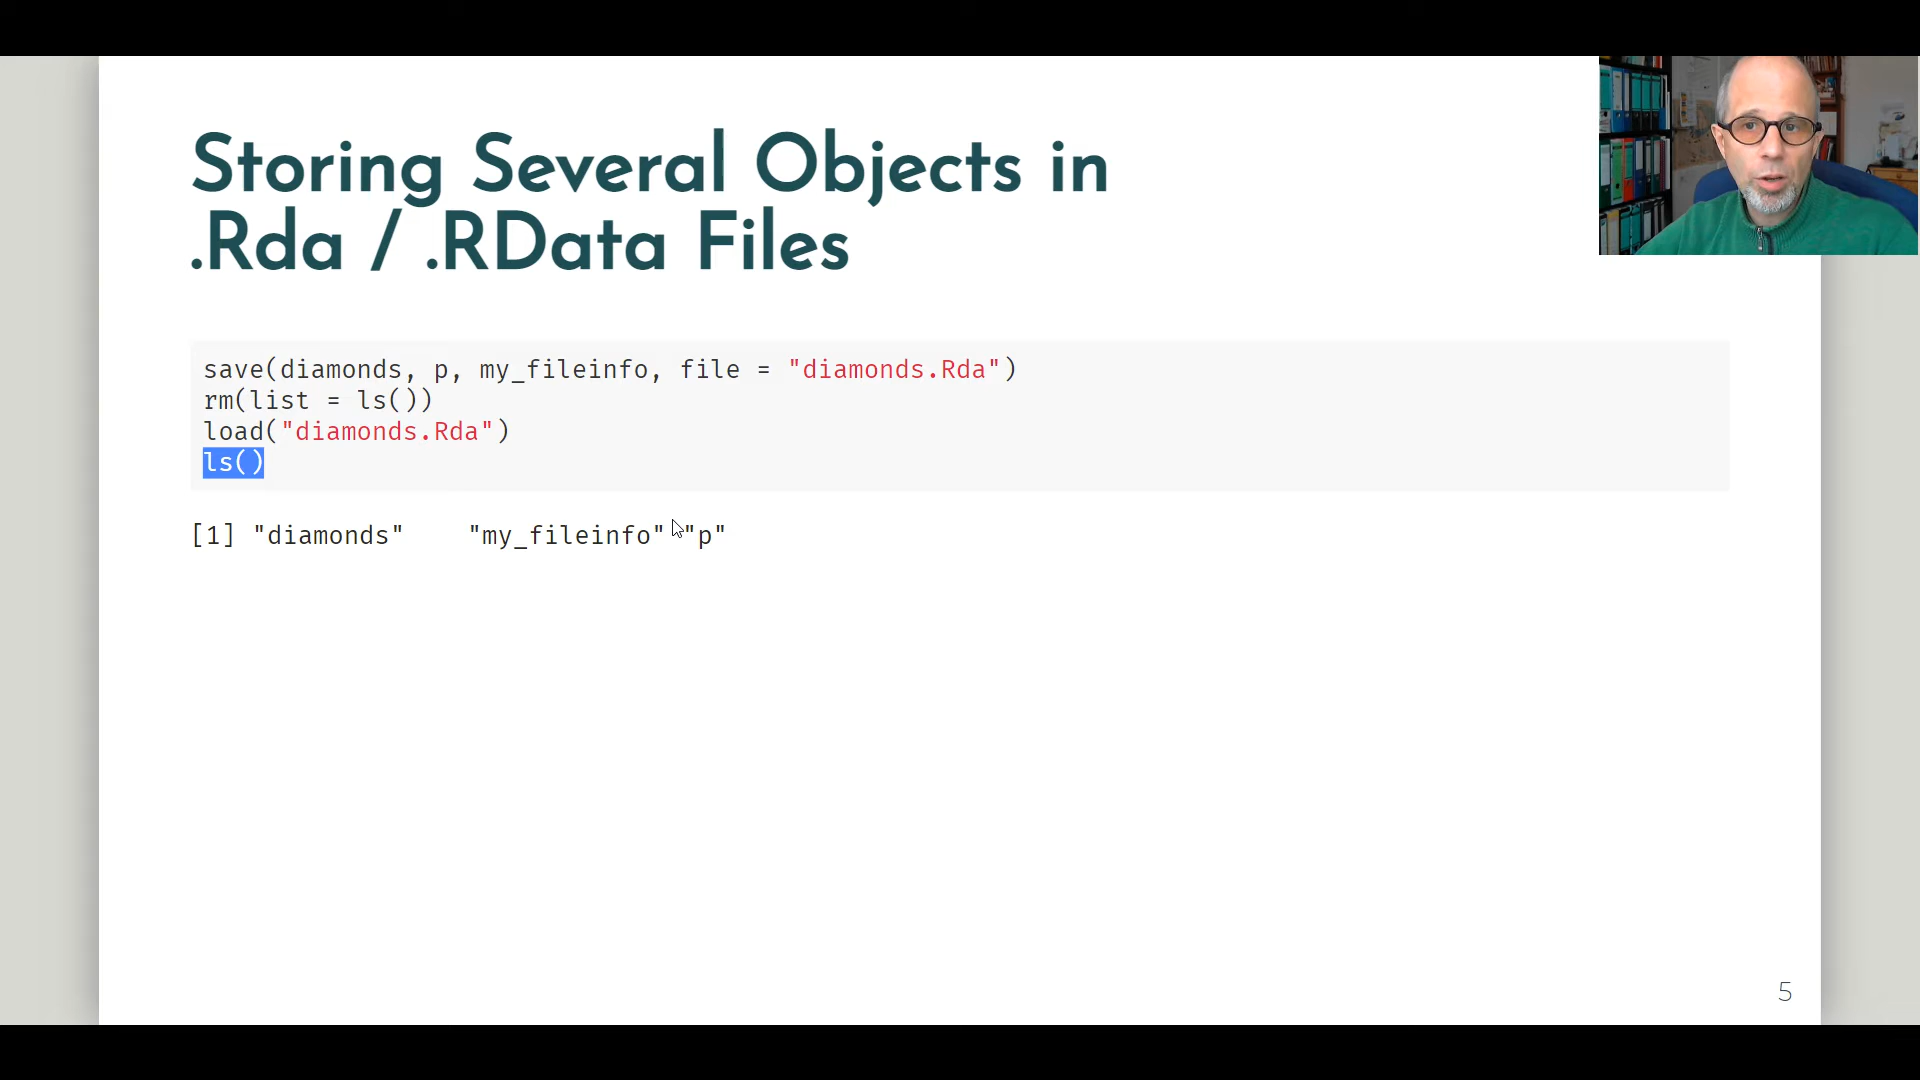 Storing Several Objects in
.Rda / .RData Files
save(diamonds, p, my_fileinfo, file = "diamonds.Rda")
rm(list = ls())
load("diamonds.Rda")
ls()
[1] "diamonds"    "my_fileinfo" "p"
5